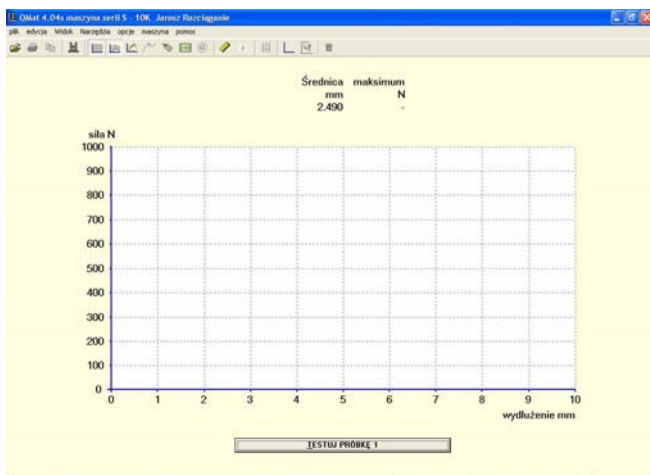 QMat 4.04s maszyna serii S - 10K Jarosz Rozciąganie
plik edycja Widok Narzędzia opcje maszyna pomoc
Średnica maksimum
mm N
2.490 -
siła N
1000
900
800
700
600
500
400
300
200
100
0
0 1 2 3 4 5 6 7 8 9 10
wydłużenie mm
TESTUJ PRÓBKĘ 1